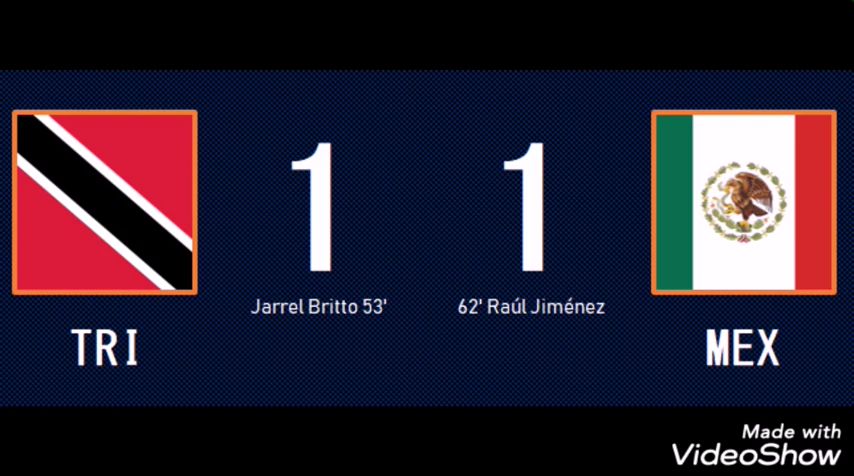 1 1
Jarrel Britto 53' 62' Raúl Jiménez
TRI MEX
Made with
VideoShow